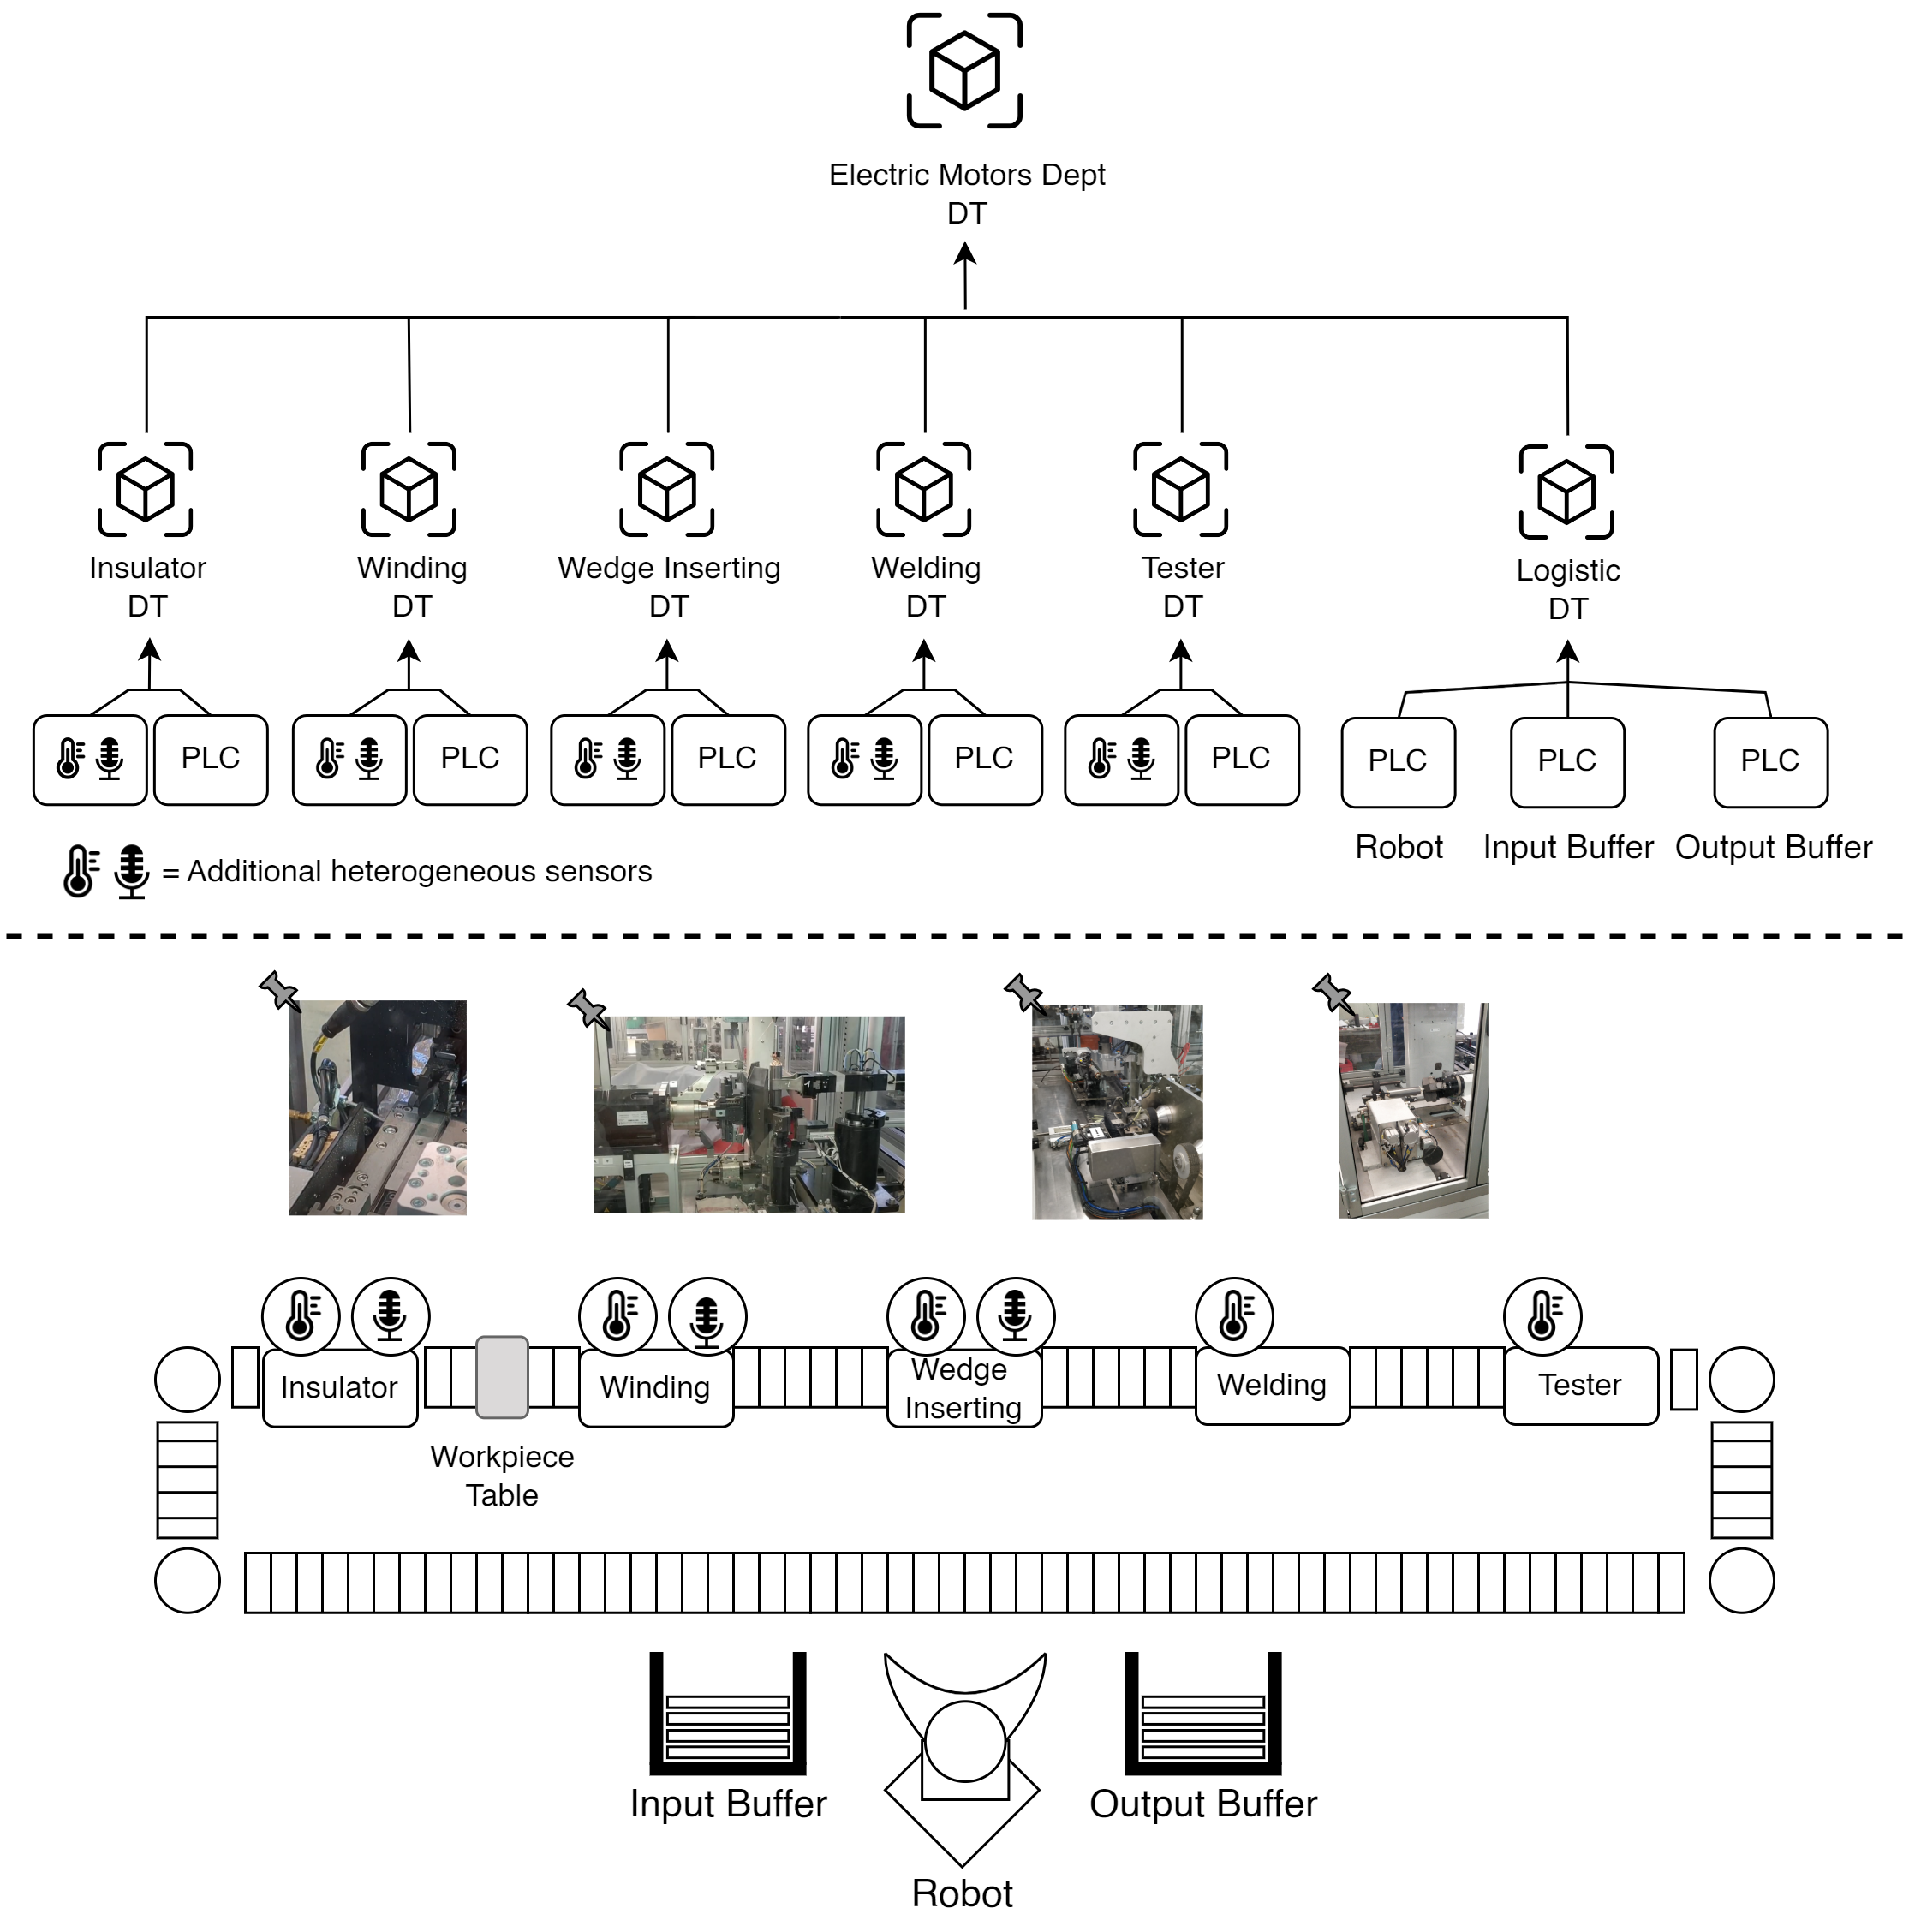 Electric Motors Dept
DT
Insulator
DT
Winding
DT
Wedge Inserting
DT
Welding
DT
Tester
DT
Logistic
DT
PLC
PLC
PLC
PLC
PLC
PLC
PLC
PLC
Robot
Input Buffer
Output Buffer
= Additional heterogeneous sensors
Insulator
Workpiece
Table
Winding
Wedge
Inserting
Welding
Tester
Input Buffer
Output Buffer
Robot